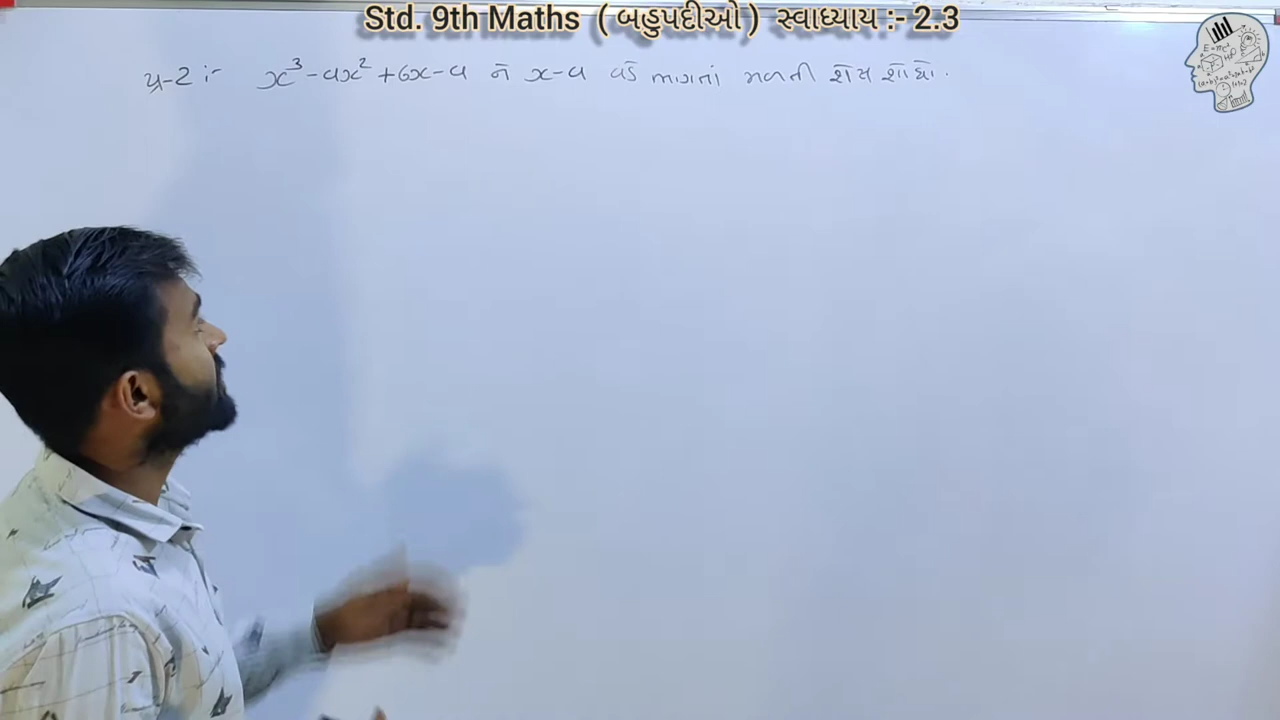 Std. 9th Maths ( બહુપદીઓ ) સ્વાધ્યાય :- 2.3
પ્ર-2 :- x³ - ax² + 6x - a ને x - a વડે ભાગતાં મળતી શેષ શોધો.